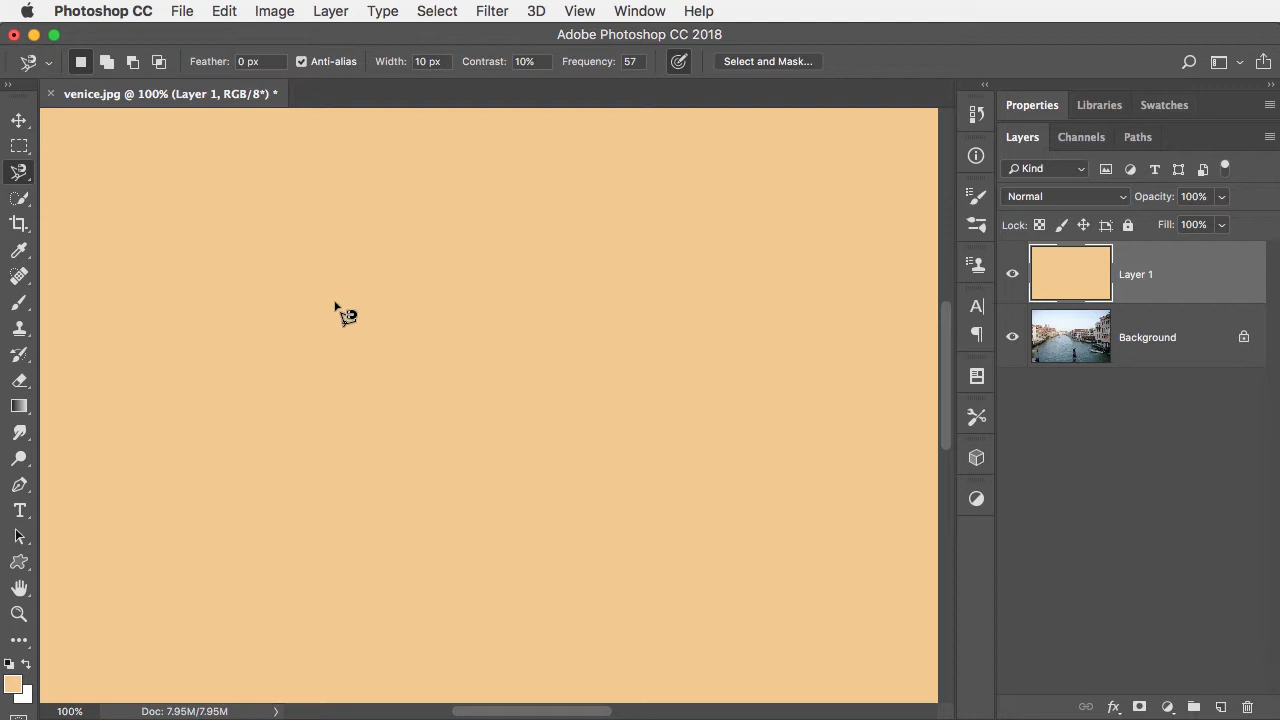 Photoshop CC File Edit Image Layer Type Select Filter 3D View Window Help
Adobe Photoshop CC 2018
Feather: 0 px Anti-alias Width: 10 px Contrast: 10% Frequency: 57 Select and Mask...
venice.jpg @ 100% (Layer 1, RGB/8*) *
Properties Libraries Swatches
Layers Channels Paths
Kind
Normal Opacity: 100%
Lock: Fill: 100%
Layer 1
Background
100% Doc: 7.95M/7.95M